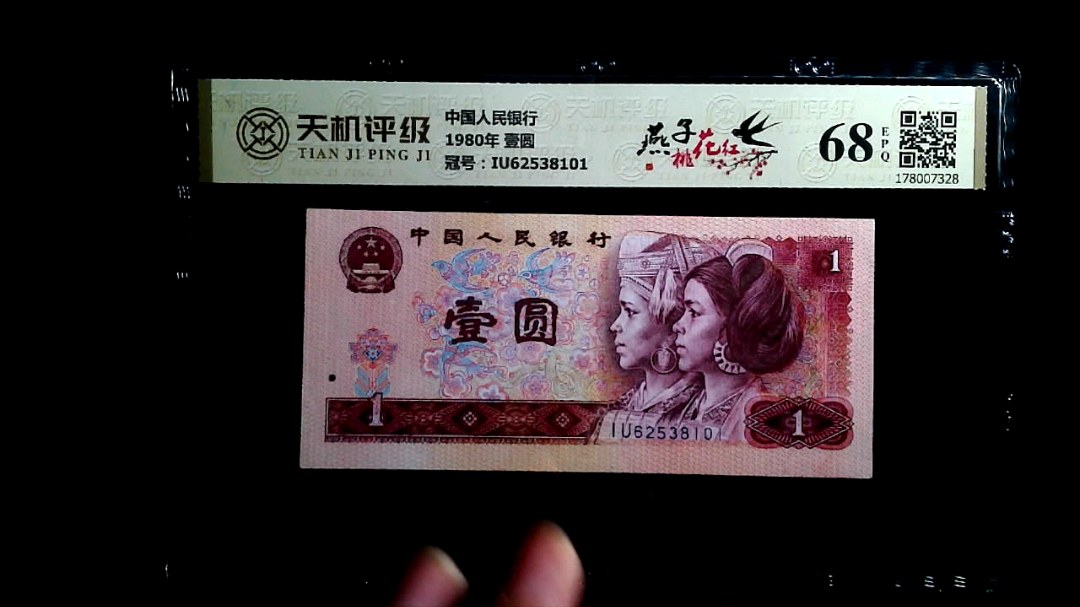 天机评级
TIAN JI PING JI
中国人民银行
1980年 壹圆
冠号：IU62538101
燕子
桃花红
68
EPQ
178007328
中国人民银行
1
壹圆
1
1
IU62538101